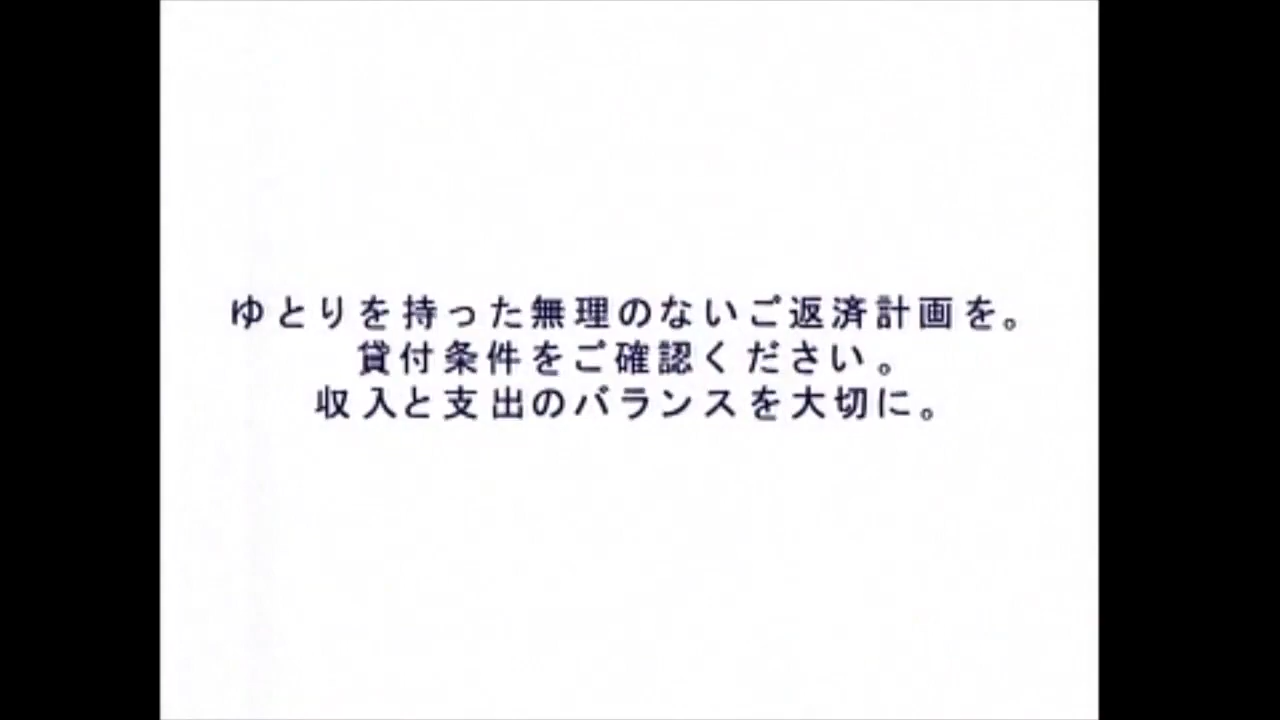 ゆとりを持った無理のないご返済計画を。
貸付条件をご確認ください。
収入と支出のバランスを大切に。